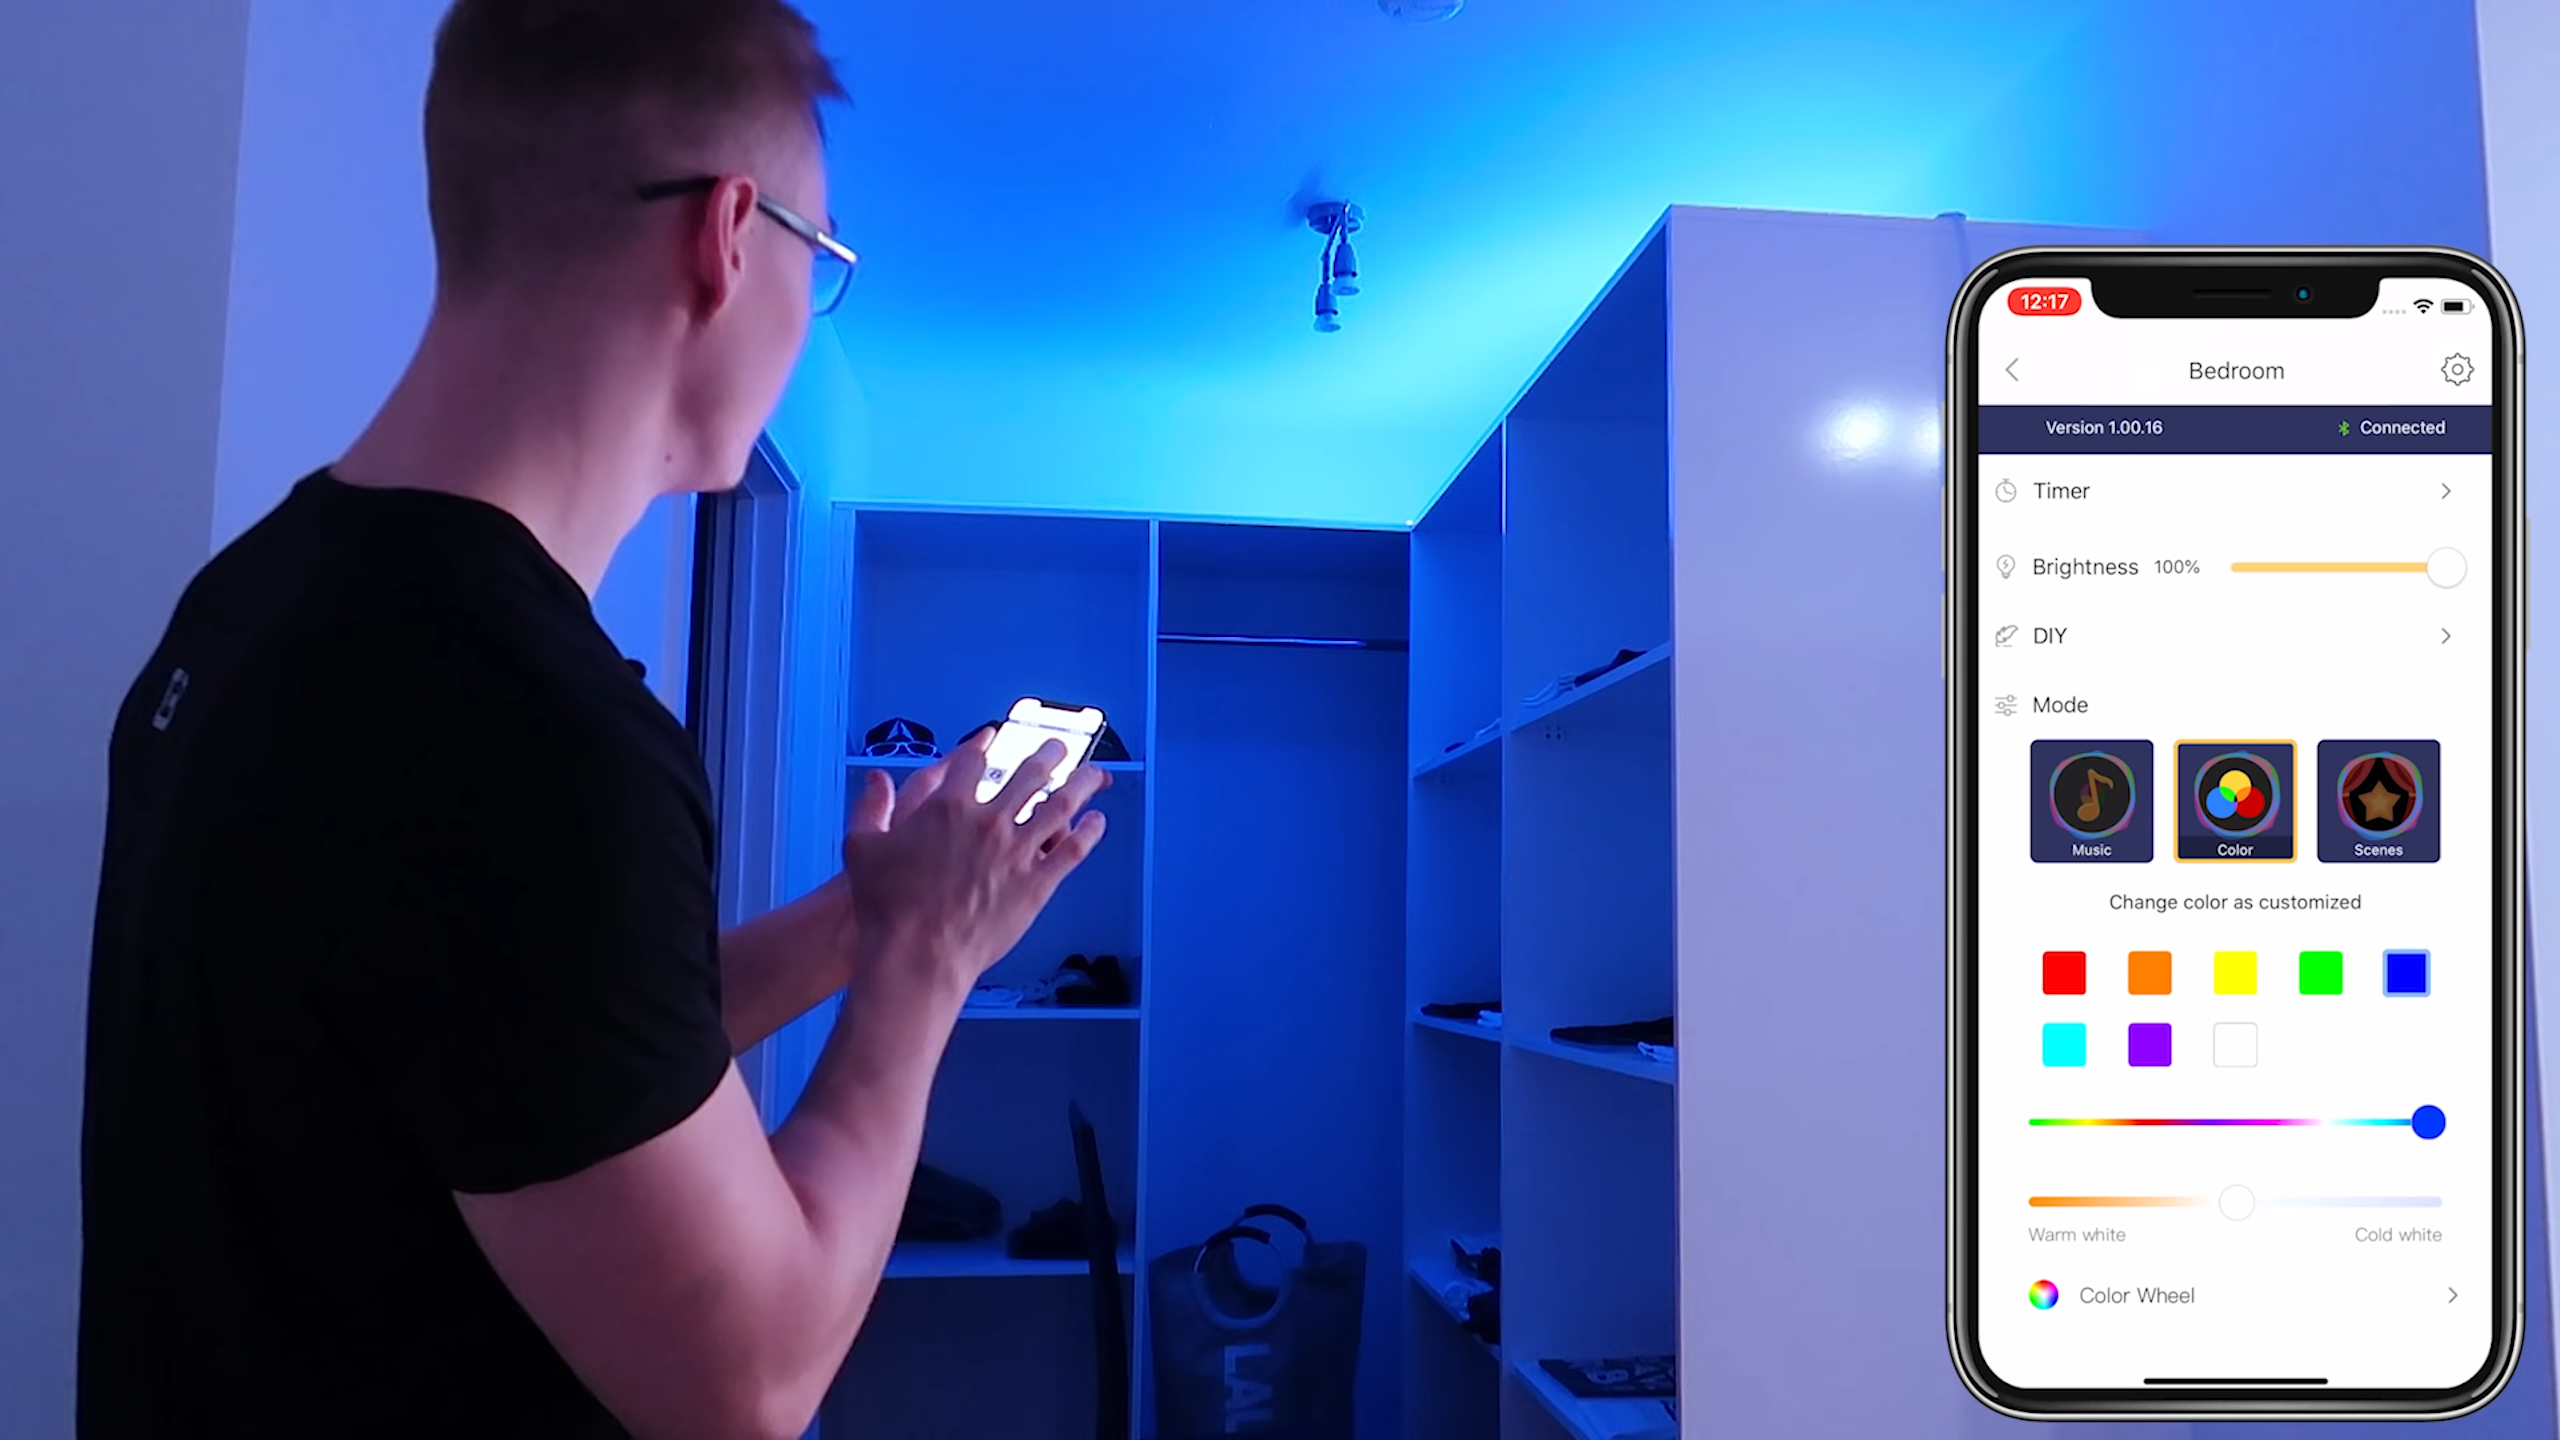 12:17
Bedroom
Version 1.00.16
Connected
Timer
Brightness 100%
DIY
Mode
Music
Color
Scenes
Change color as customized
Warm white
Cold white
Color Wheel
LAU